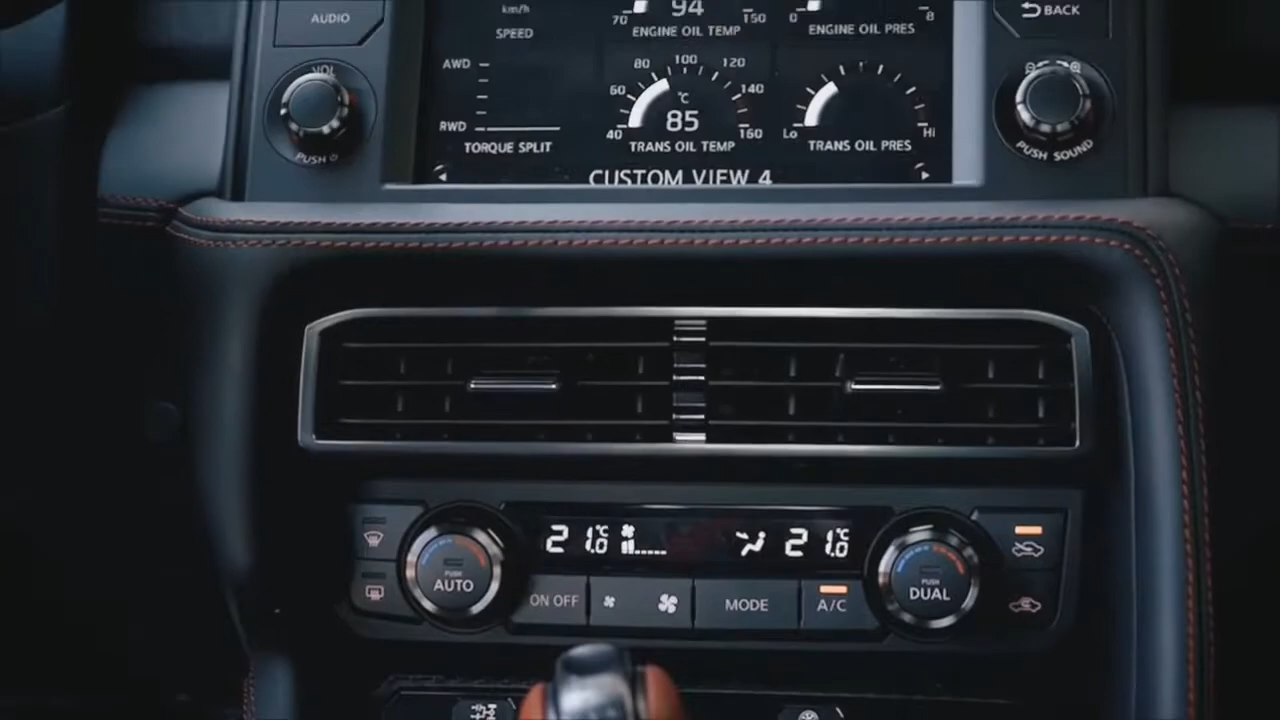 AUDIO
km/h
SPEED
94
70
150
ENGINE OIL TEMP
0
8
ENGINE OIL PRES
BACK
VOL
PUSH
AWD
RWD
TORQUE SPLIT
80
100
120
60
140
°C
85
40
160
TRANS OIL TEMP
Lo
Hi
TRANS OIL PRES
PUSH SOUND
CUSTOM VIEW 4
21.0°C
21.0°C
PUSH
AUTO
ON OFF
MODE
A/C
PUSH
DUAL